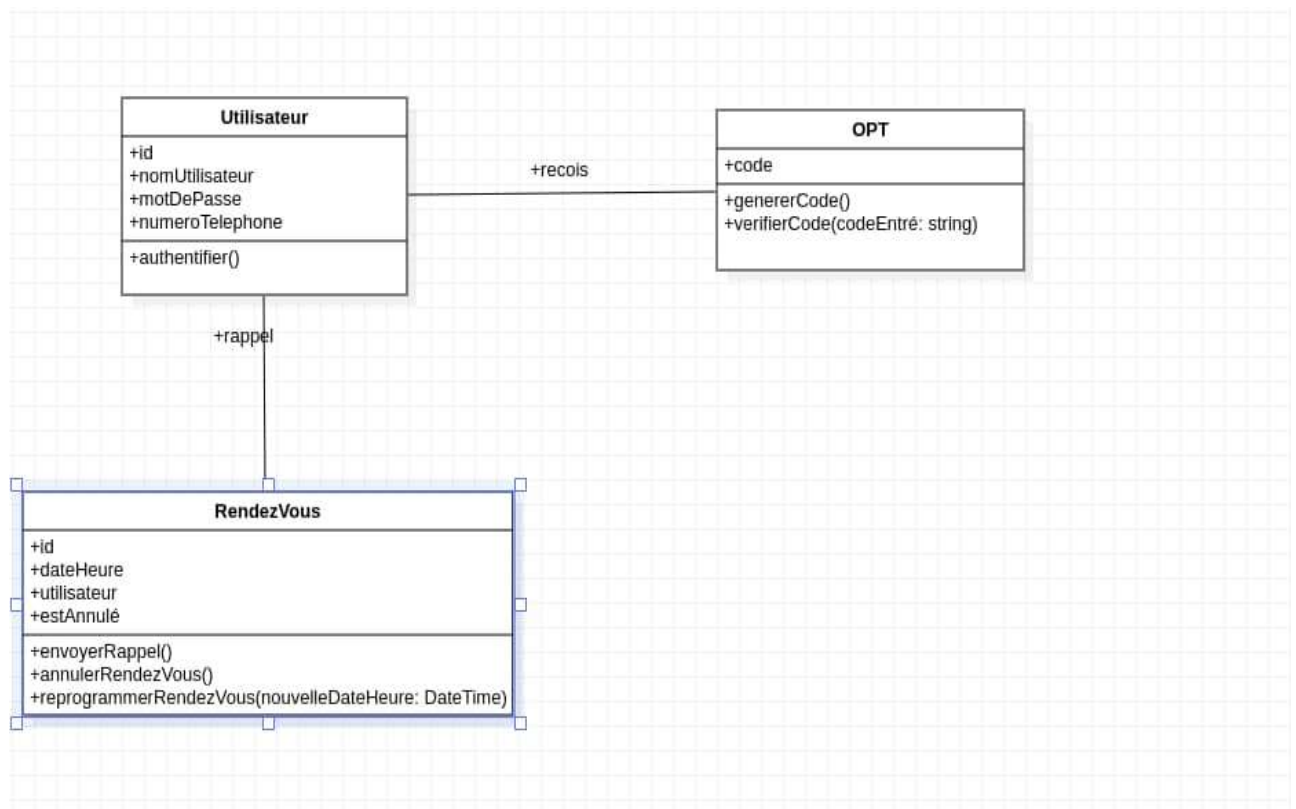 Utilisateur
+id
+nomUtilisateur
+motDePasse
+numeroTelephone
+authentifier()
+recois
OPT
+code
+genererCode()
+verifierCode(codeEntré: string)
+rappel
RendezVous
+id
+dateHeure
+utilisateur
+estAnnulé
+envoyerRappel()
+annulerRendezVous()
+reprogrammerRendezVous(nouvelleDateHeure: DateTime)